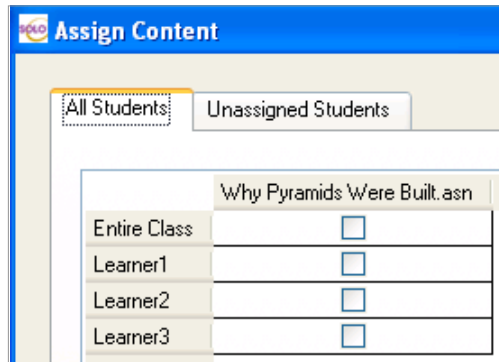 SOLO Assign Content
All Students Unassigned Students
Why Pyramids Were Built.asn
Entire Class
Learner1
Learner2
Learner3